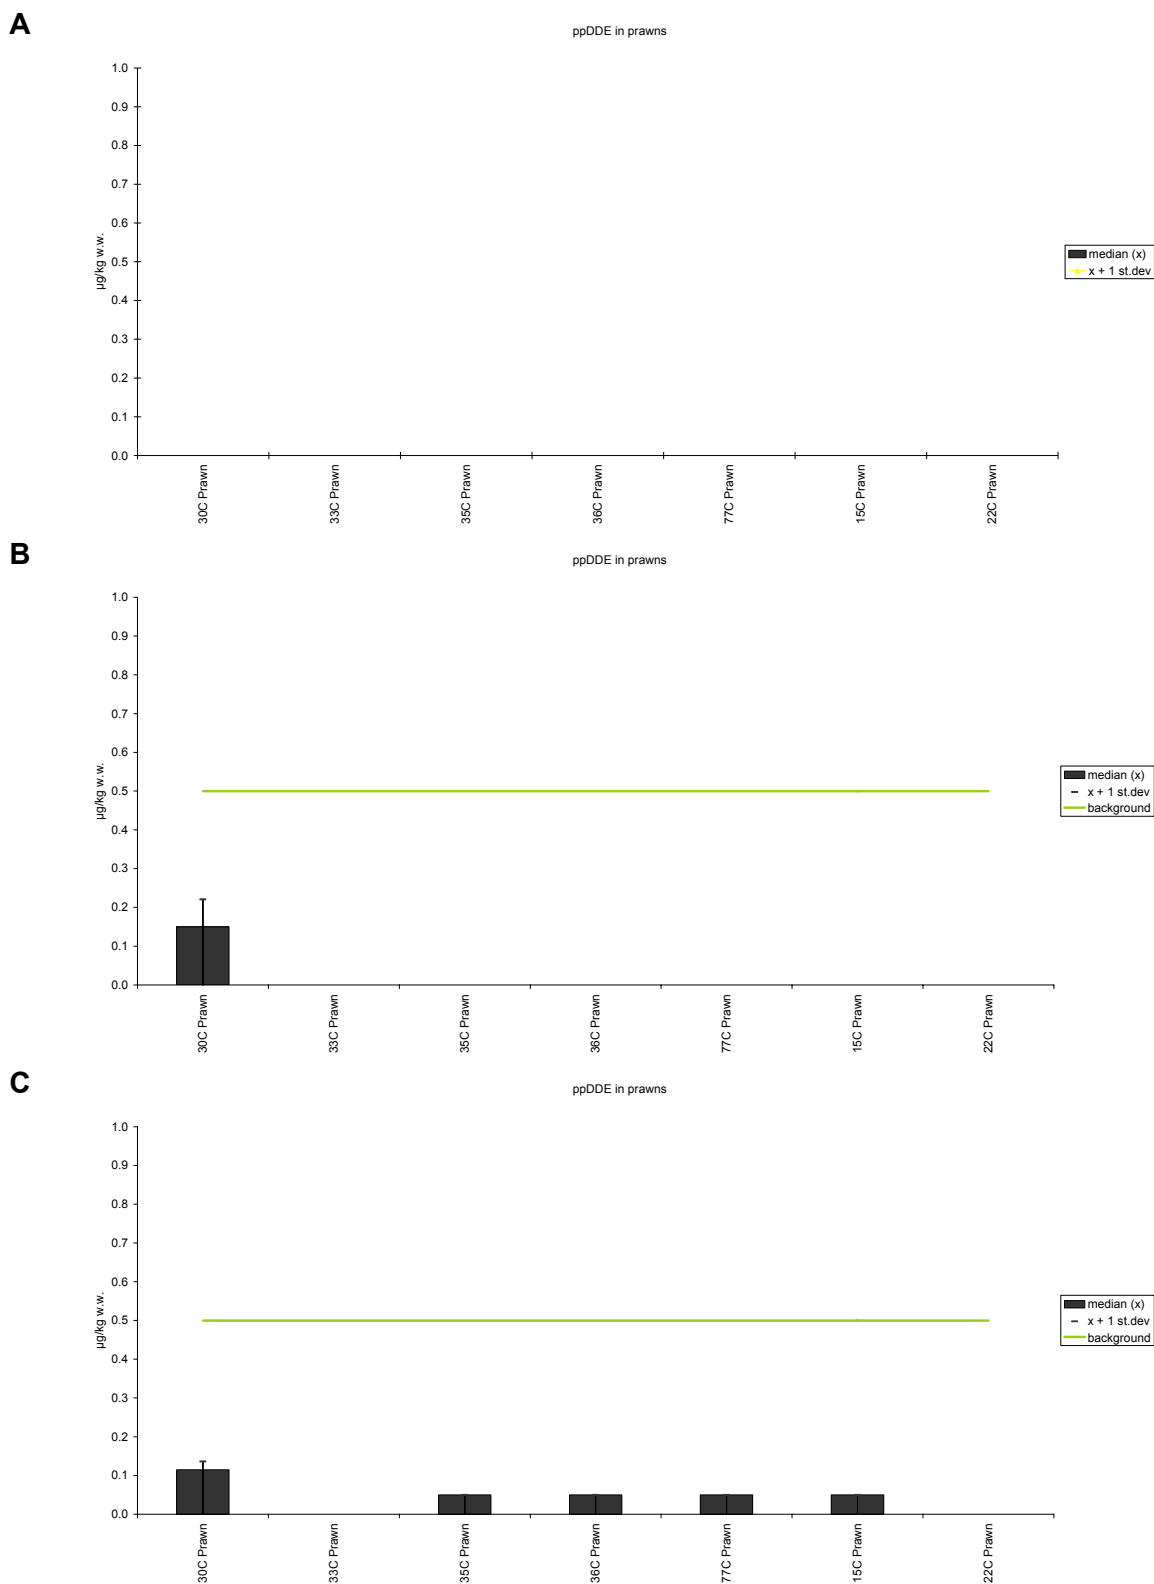 A
ppDDE in prawns
1.0
0.9
0.8
0.7
0.6
0.5
0.4
0.3
0.2
0.1
0.0
µg/kg w.w.
30C Prawn
33C Prawn
35C Prawn
36C Prawn
77C Prawn
15C Prawn
22C Prawn
median (x)
x + 1 st.dev
B
ppDDE in prawns
1.0
0.9
0.8
0.7
0.6
0.5
0.4
0.3
0.2
0.1
0.0
µg/kg w.w.
30C Prawn
33C Prawn
35C Prawn
36C Prawn
77C Prawn
15C Prawn
22C Prawn
median (x)
x + 1 st.dev
background
C
ppDDE in prawns
1.0
0.9
0.8
0.7
0.6
0.5
0.4
0.3
0.2
0.1
0.0
µg/kg w.w.
30C Prawn
33C Prawn
35C Prawn
36C Prawn
77C Prawn
15C Prawn
22C Prawn
median (x)
x + 1 st.dev
background